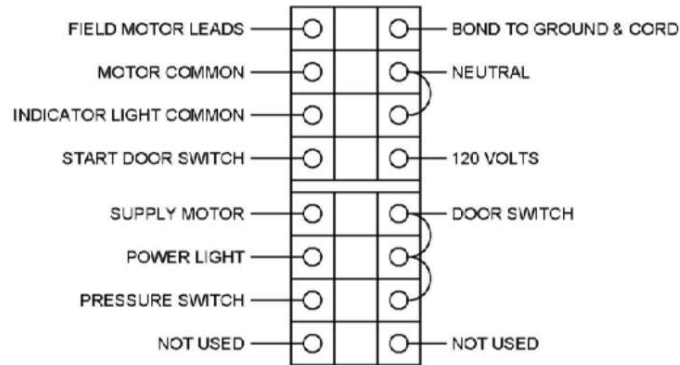 FIELD MOTOR LEADS BOND TO GROUND & CORD
MOTOR COMMON NEUTRAL
INDICATOR LIGHT COMMON
START DOOR SWITCH 120 VOLTS
SUPPLY MOTOR DOOR SWITCH
POWER LIGHT
PRESSURE SWITCH
NOT USED NOT USED